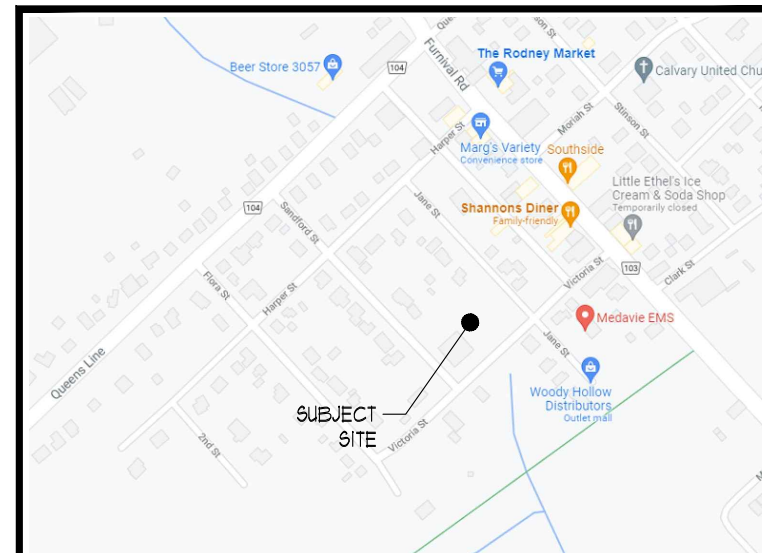 Queen
Beer Store 3057
104
Furnival Rd
The Rodney Market
Calvary United Chu
Moriah St
Stinson St
Harper St
Marg's Variety
Convenience store
Southside
Little Ethel's Ice
Cream & Soda Shop
Temporarily closed
Jane St
104
Sandford St
Shannons Diner
Family-friendly
Victoria St
103
Clark St
Flora St
Harper St
Medavie EMS
Jane St
Queens Line
Woody Hollow
Distributors
Outlet mall
SUBJECT
SITE
Victoria St
2nd St
M